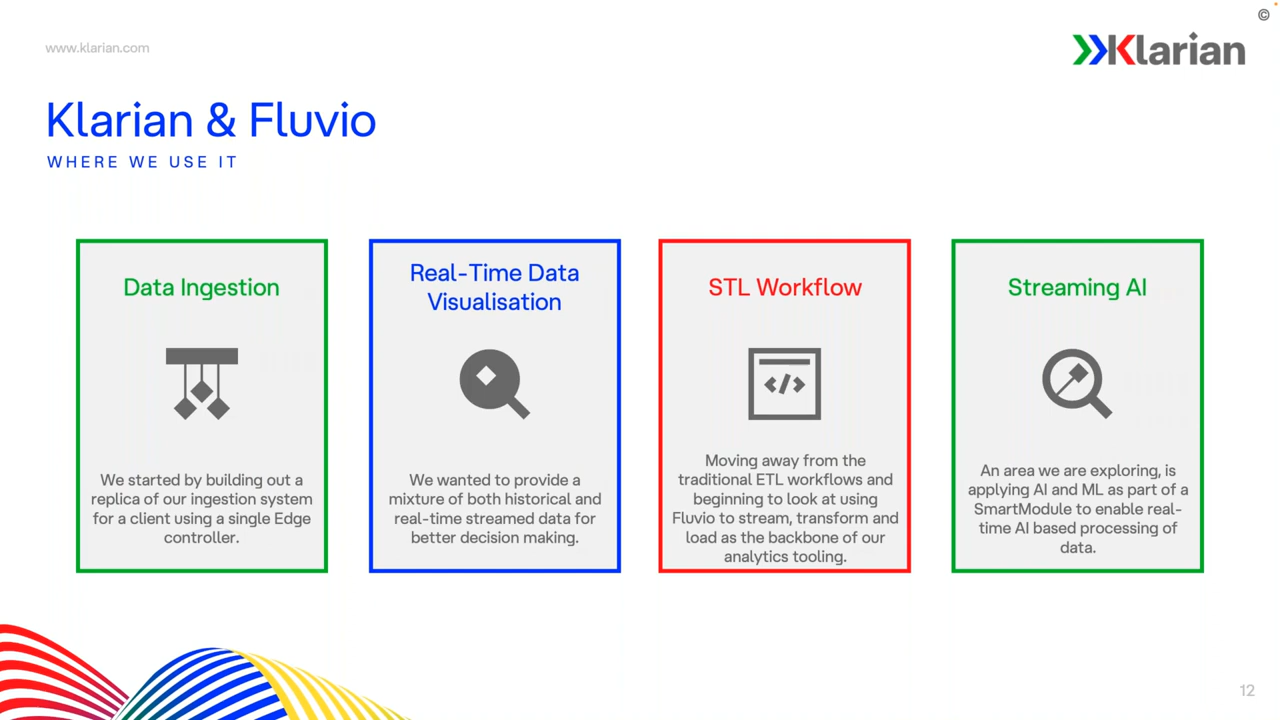 ©
www.klarian.com
Klarian
Klarian & Fluvio
WHERE WE USE IT
Data Ingestion
We started by building out a
replica of our ingestion system
for a client using a single Edge
controller.
Real-Time Data
Visualisation
We wanted to provide a
mixture of both historical and
real-time streamed data for
better decision making.
STL Workflow
</>
Moving away from the
traditional ETL workflows and
beginning to look at using
Fluvio to stream, transform and
load as the backbone of our
analytics tooling.
Streaming AI
An area we are exploring, is
applying AI and ML as part of a
SmartModule to enable real-
time AI based processing of
data.
12